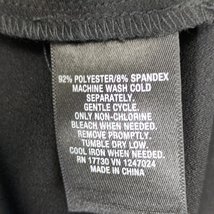 92% POLYESTER/8% SPANDEX
MACHINE WASH COLD
SEPARATELY.
GENTLE CYCLE.
ONLY NON-CHLORINE
BLEACH WHEN NEEDED.
REMOVE PROMPTLY.
TUMBLE DRY LOW.
COOL IRON WHEN NEEDED.
RN 17730 VN 1247024
MADE IN
CHINA